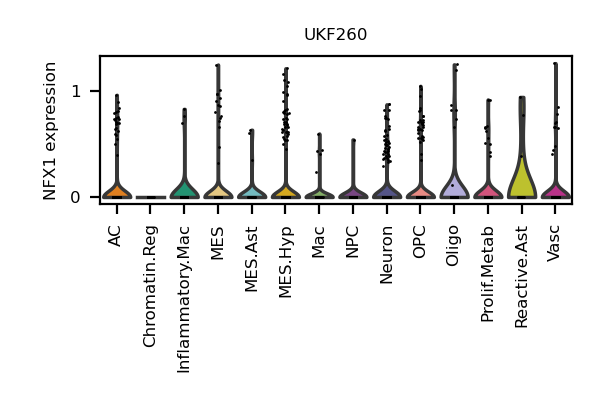 UKF260
NFX1 expression
1
0
AC
Chromatin.Reg
Inflammatory.Mac
MES
MES.Ast
MES.Hyp
Mac
NPC
Neuron
OPC
Oligo
Prolif.Metab
Reactive.Ast
Vasc